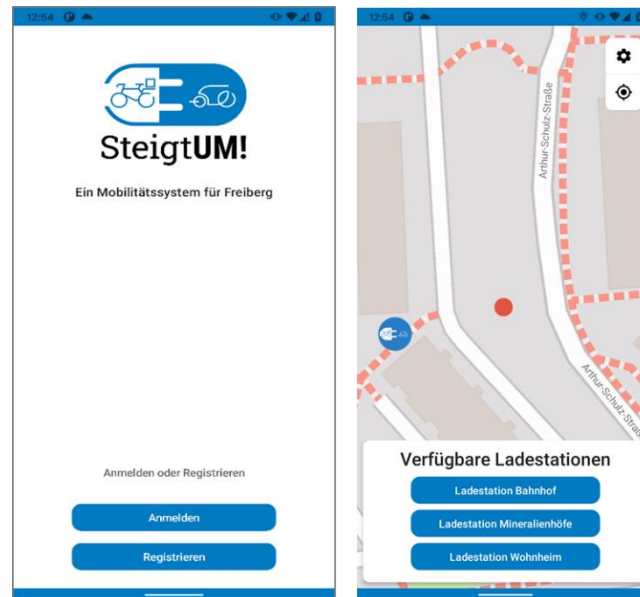 12:54
SteigtUM!
Ein Mobilitätssystem für Freiberg
Anmelden oder Registrieren
Anmelden
Registrieren
12:54
Arthur-Schulz-Straße
Arthur-Schulz-Straße
Verfügbare Ladestationen
Ladestation Bahnhof
Ladestation Mineralienhöfe
Ladestation Wohnheim